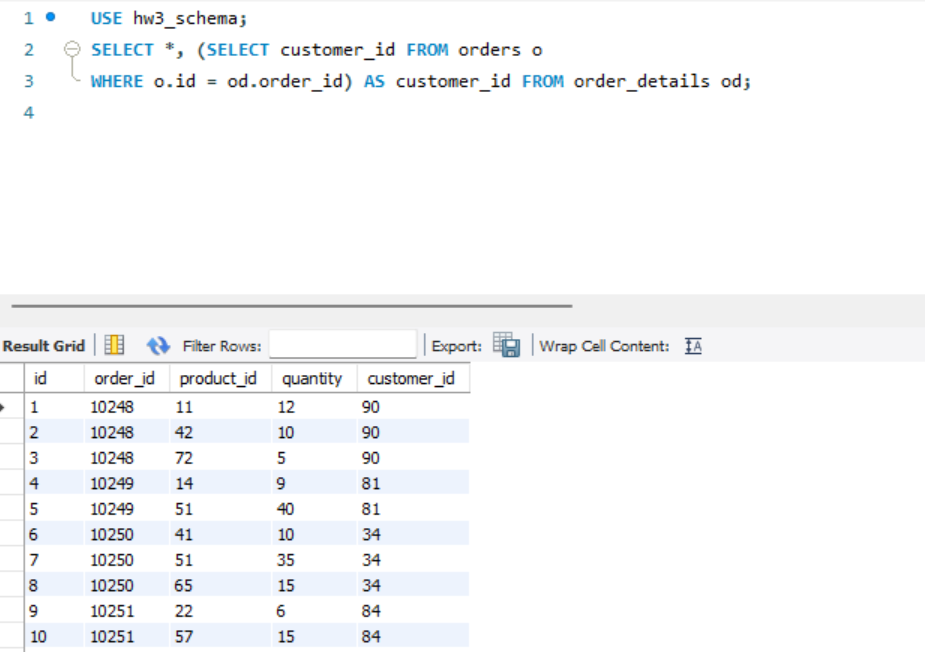 1 USE hw3_schema;
2 SELECT *, (SELECT customer_id FROM orders o
3 WHERE o.id = od.order_id) AS customer_id FROM order_details od;
4
Result Grid Filter Rows: Export: Wrap Cell Content: IA
id order_id product_id quantity customer_id
1 10248 11 12 90
2 10248 42 10 90
3 10248 72 5 90
4 10249 14 9 81
5 10249 51 40 81
6 10250 41 10 34
7 10250 51 35 34
8 10250 65 15 34
9 10251 22 6 84
10 10251 57 15 84